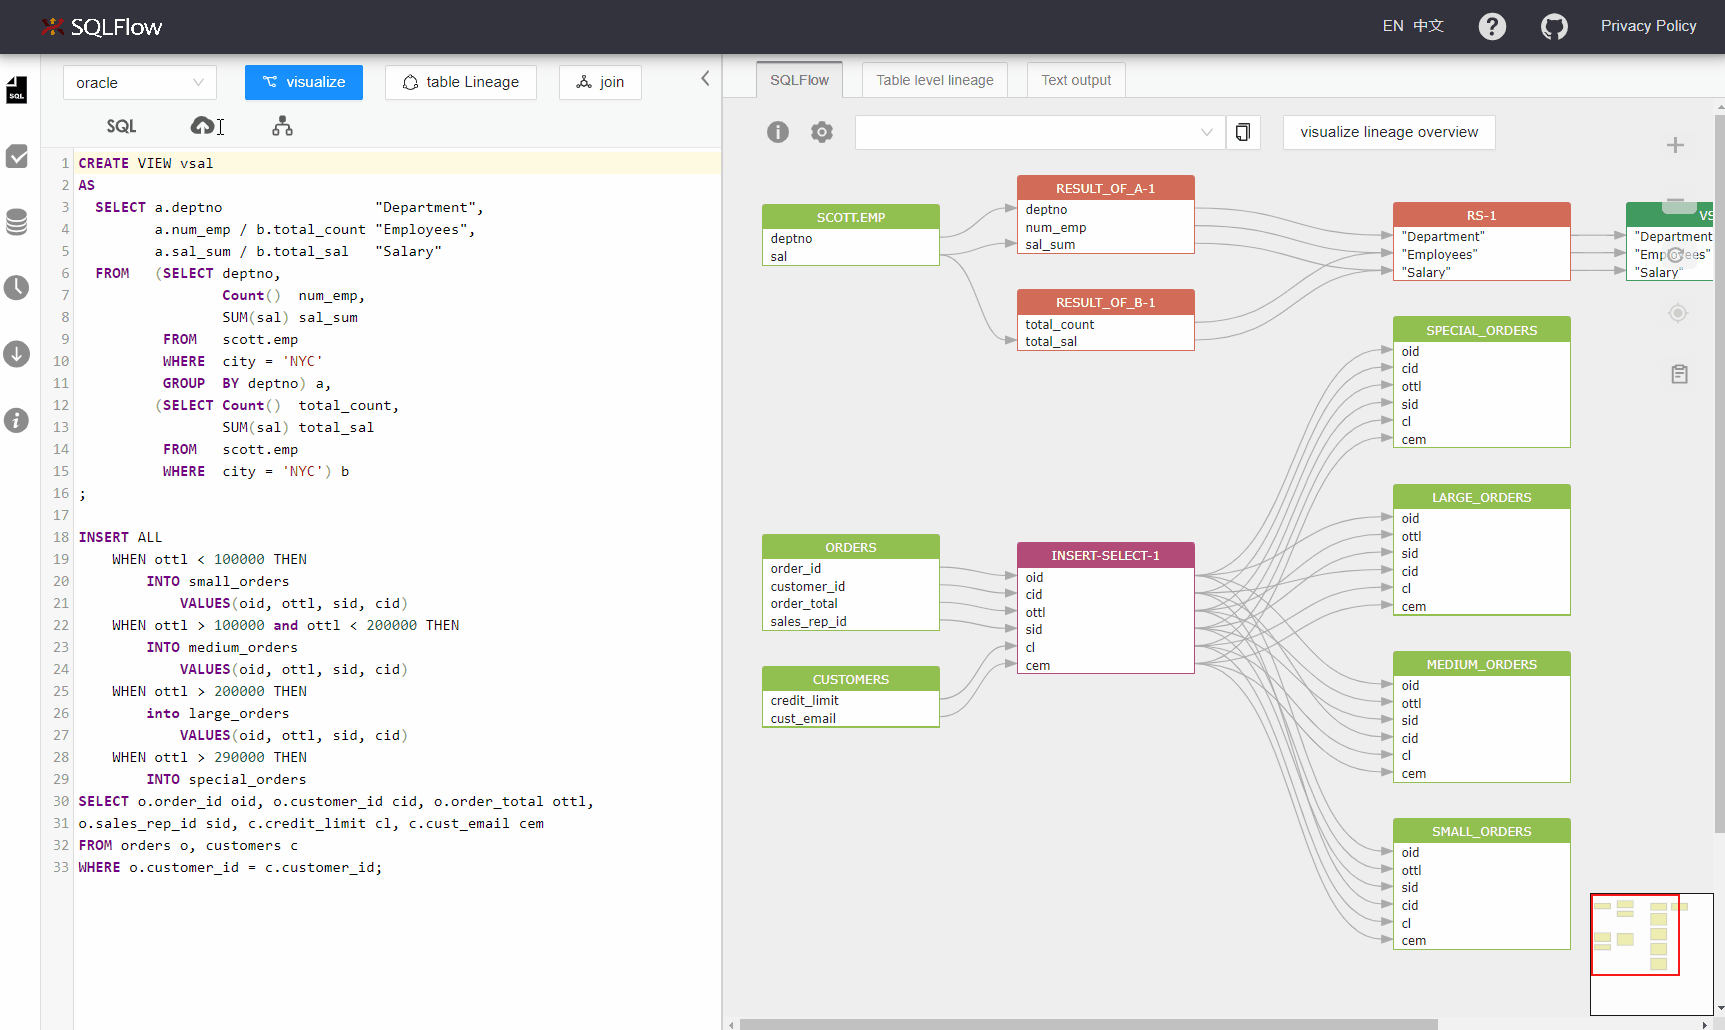 SQLFlow
EN 中文
?
Privacy Policy
oracle
visualize
table Lineage
join
SQL
SQL
1 CREATE VIEW vsal
2 AS
3 SELECT a.deptno "Department",
4 a.num_emp / b.total_count "Employees",
5 a.sal_sum / b.total_sal "Salary"
6 FROM (SELECT deptno,
7 Count() num_emp,
8 SUM(sal) sal_sum
9 FROM scott.emp
10 WHERE city = 'NYC'
11 GROUP BY deptno) a,
12 (SELECT Count() total_count,
13 SUM(sal) total_sal
14 FROM scott.emp
15 WHERE city = 'NYC') b
16 ;
17
18 INSERT ALL
19 WHEN ottl < 100000 THEN
20 INTO small_orders
21 VALUES(oid, ottl, sid, cid)
22 WHEN ottl > 100000 and ottl < 200000 THEN
23 INTO medium_orders
24 VALUES(oid, ottl, sid, cid)
25 WHEN ottl > 200000 THEN
26 into large_orders
27 VALUES(oid, ottl, sid, cid)
28 WHEN ottl > 290000 THEN
29 INTO special_orders
30 SELECT o.order_id oid, o.customer_id cid, o.order_total ottl,
31 o.sales_rep_id sid, c.credit_limit cl, c.cust_email cem
32 FROM orders o, customers c
33 WHERE o.customer_id = c.customer_id;
SQLFlow
Table level lineage
Text output
visualize lineage overview
SCOTT.EMP
deptno
sal
RESULT_OF_A-1
deptno
num_emp
sal_sum
RESULT_OF_B-1
total_count
total_sal
RS-1
"Department"
"Employees"
"Salary"
VS
"Department
"Employees"
"Salary"
ORDERS
order_id
customer_id
order_total
sales_rep_id
CUSTOMERS
credit_limit
cust_email
INSERT-SELECT-1
oid
cid
ottl
sid
cl
cem
SPECIAL_ORDERS
oid
cid
ottl
sid
cl
cem
LARGE_ORDERS
oid
ottl
sid
cid
cl
cem
MEDIUM_ORDERS
oid
ottl
sid
cid
cl
cem
SMALL_ORDERS
oid
ottl
sid
cid
cl
cem